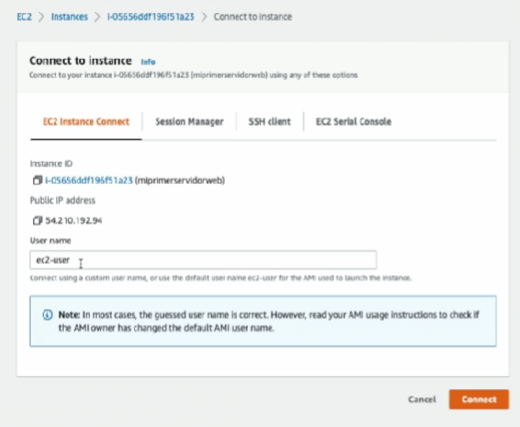 EC2 > Instances > i-05656ddf196f51a23 > Connect to instance
Connect to instance Info
Connect to your instance i-05656ddf196f51a23 (miprimerservidorweb) using any of these options
EC2 Instance Connect Session Manager SSH client EC2 Serial Console
Instance ID
i-05656ddf196f51a23 (miprimerservidorweb)
Public IP address
54.210.192.94
User name
ec2-user
Connect using a custom user name, or use the default user name ec2-user for the AMI used to launch the instance.
Note: In most cases, the guessed user name is correct. However, read your AMI usage instructions to check if
the AMI owner has changed the default AMI user name.
Cancel Connect